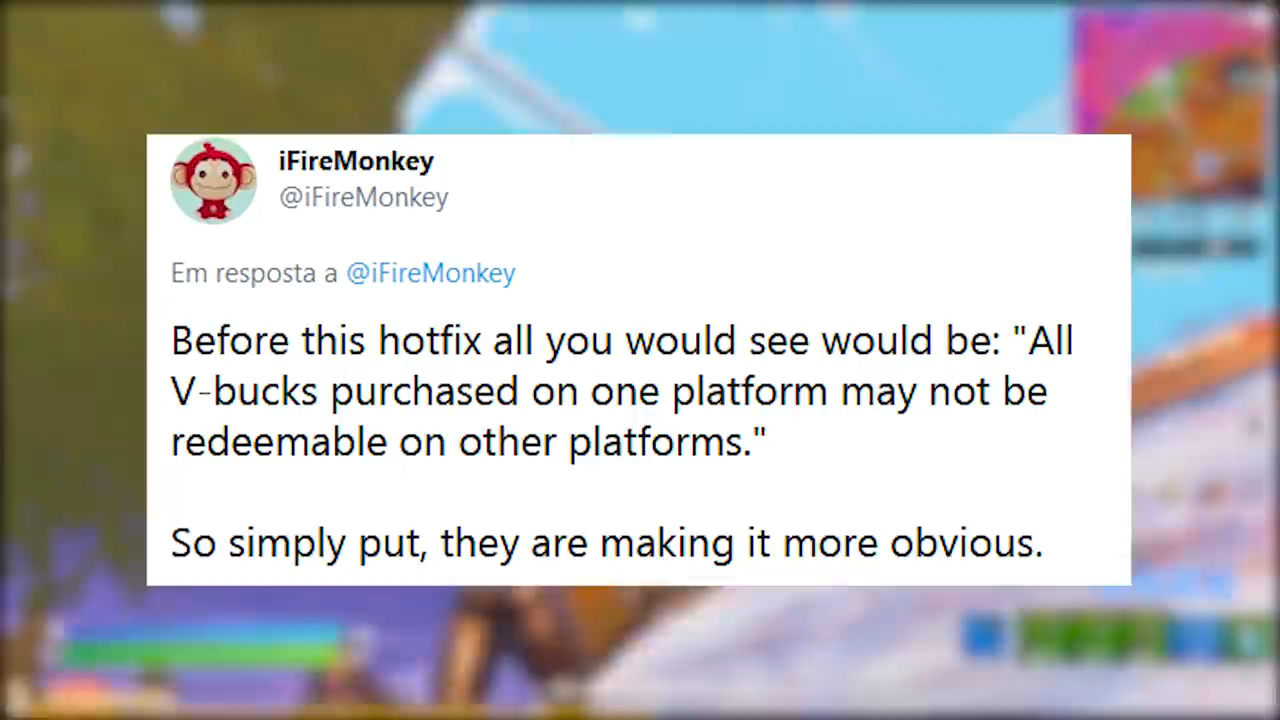 iFireMonkey
@iFireMonkey
Em resposta a @iFireMonkey
Before this hotfix all you would see would be: "All
V-bucks purchased on one platform may not be
redeemable on other platforms."
So simply put, they are making it more obvious.